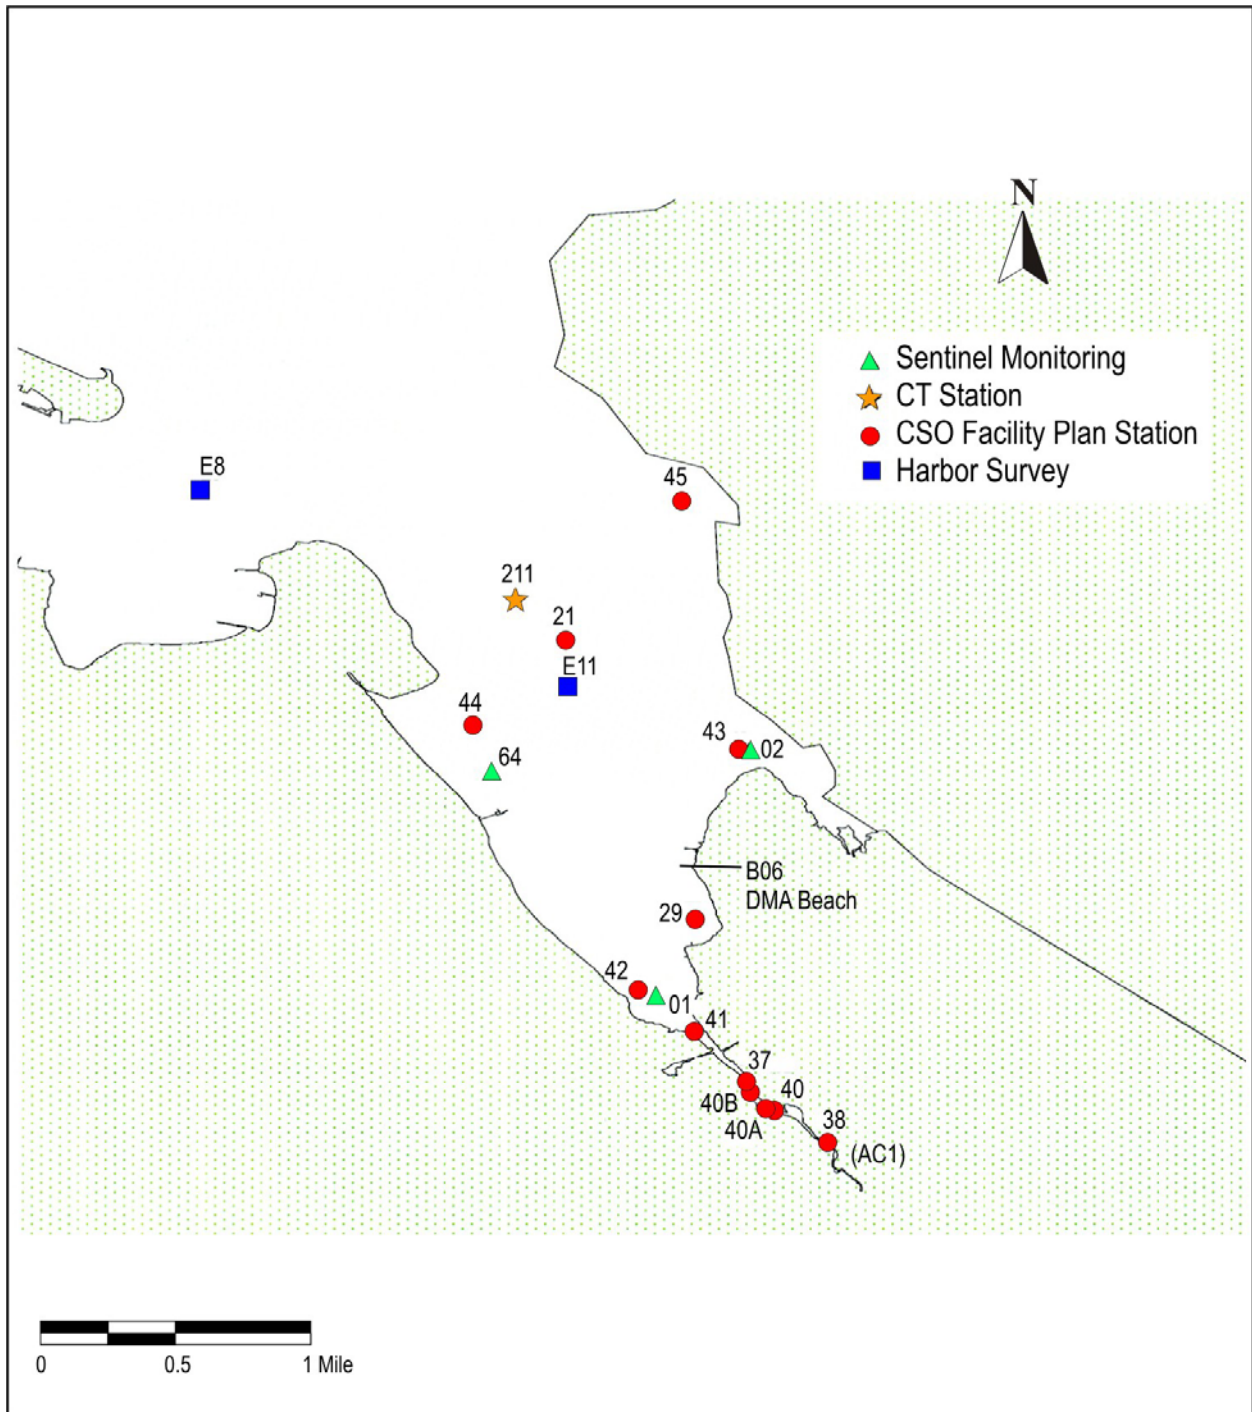 N
Sentinel Monitoring
CT Station
CSO Facility Plan Station
Harbor Survey
E8
45
211
21
E11
44
64
43
02
B06
DMA Beach
29
42
01
41
37
40B
40
40A
38
(AC1)
0 0.5 1 Mile